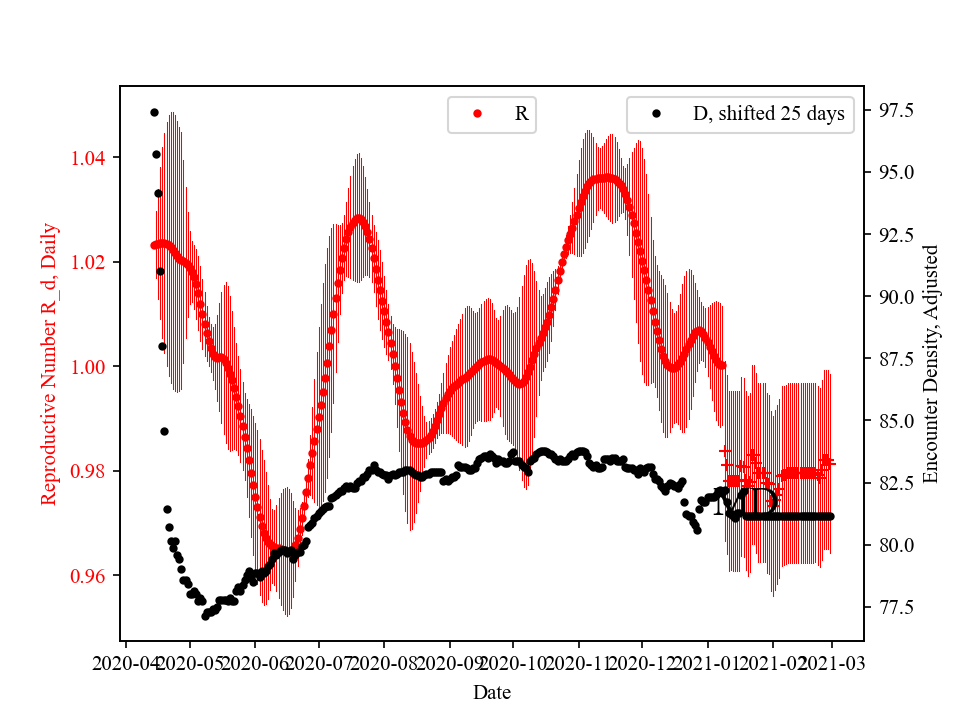 R
D, shifted 25 days
1.04
1.02
1.00
0.98
0.96
Reproductive Number R_d, Daily
97.5
95.0
92.5
90.0
87.5
85.0
82.5
80.0
77.5
Encounter Density, Adjusted
MD
2020-04 2020-05 2020-06 2020-07 2020-08 2020-09 2020-10 2020-11 2020-12 2021-01 2021-02 2021-03
Date